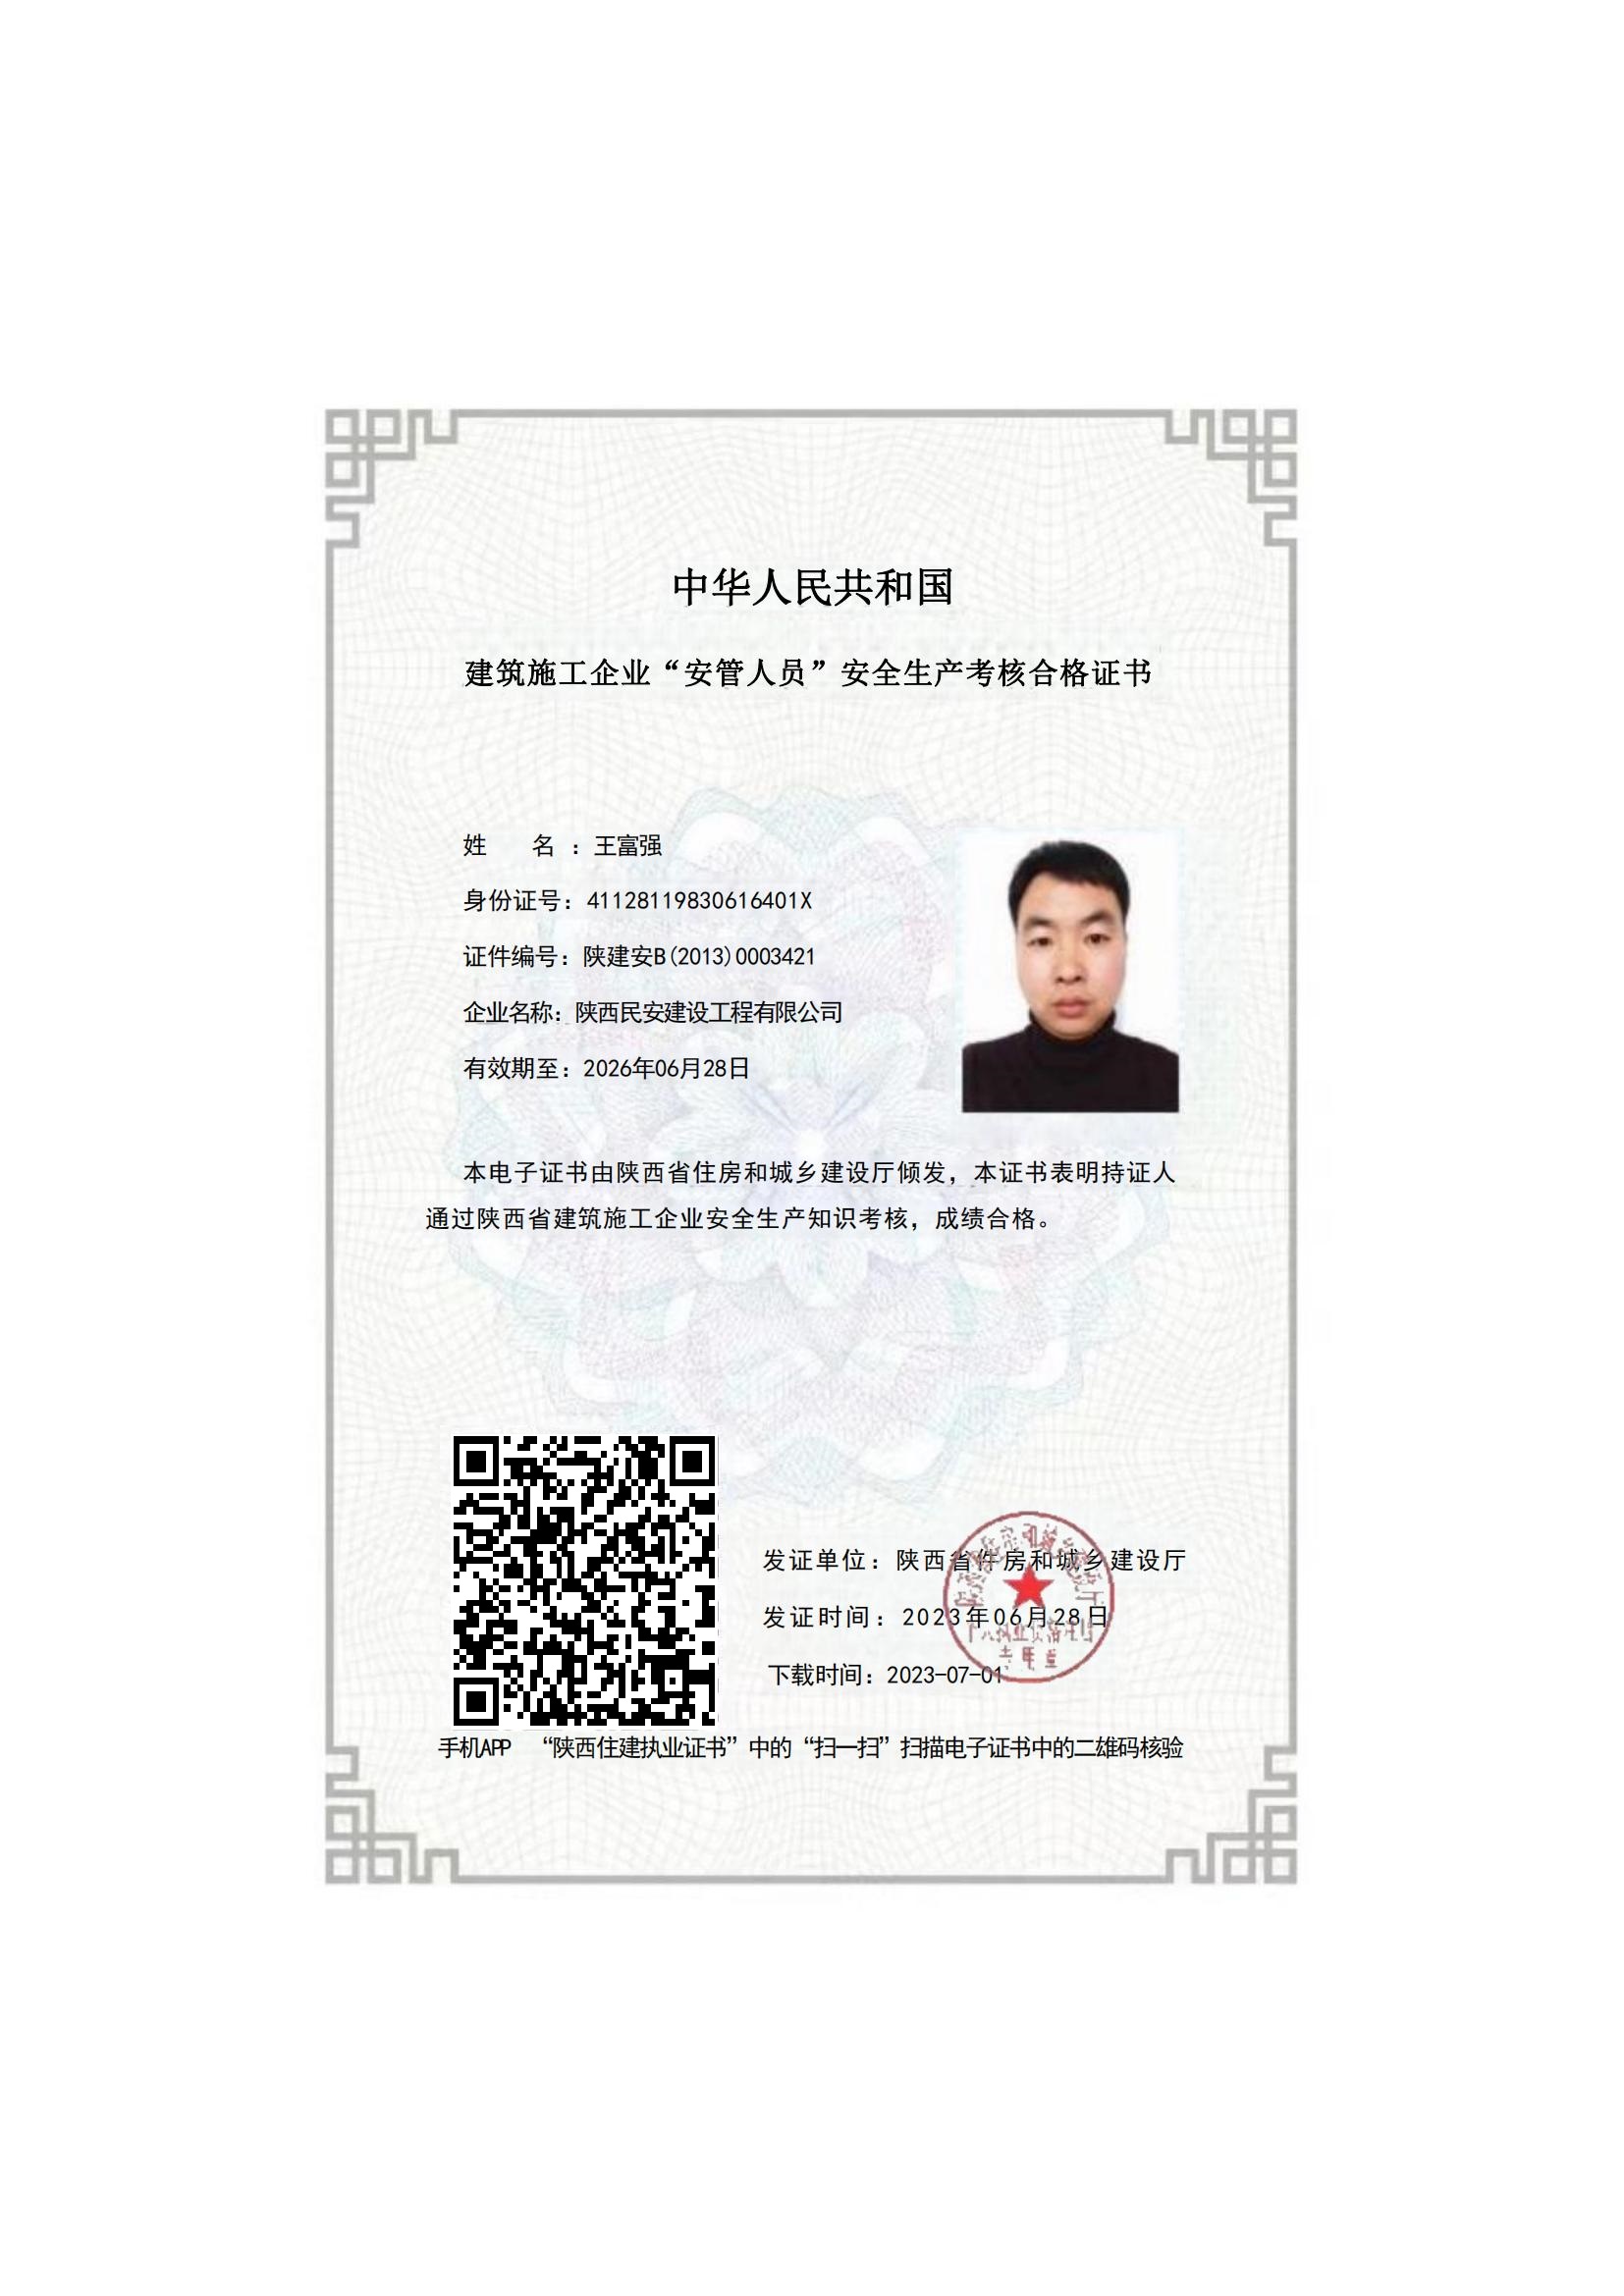 中华人民共和国
建筑施工企业“安管人员”安全生产考核合格证书
姓 名 ：王富强
身份证号：41128119830616401X
证件编号：陕建安B(2013)0003421
企业名称：陕西民安建设工程有限公司
有效期至：2026年06月28日
本电子证书由陕西省住房和城乡建设厅倾发，本证书表明持证人
通过陕西省建筑施工企业安全生产知识考核，成绩合格。
发证单位：陕西省住房和城乡建设厅
发证时间：2023年06月28日
下载时间：2023-07-01
手机APP “陕西住建执业证书”中的“扫一扫”扫描电子证书中的二雄码核验